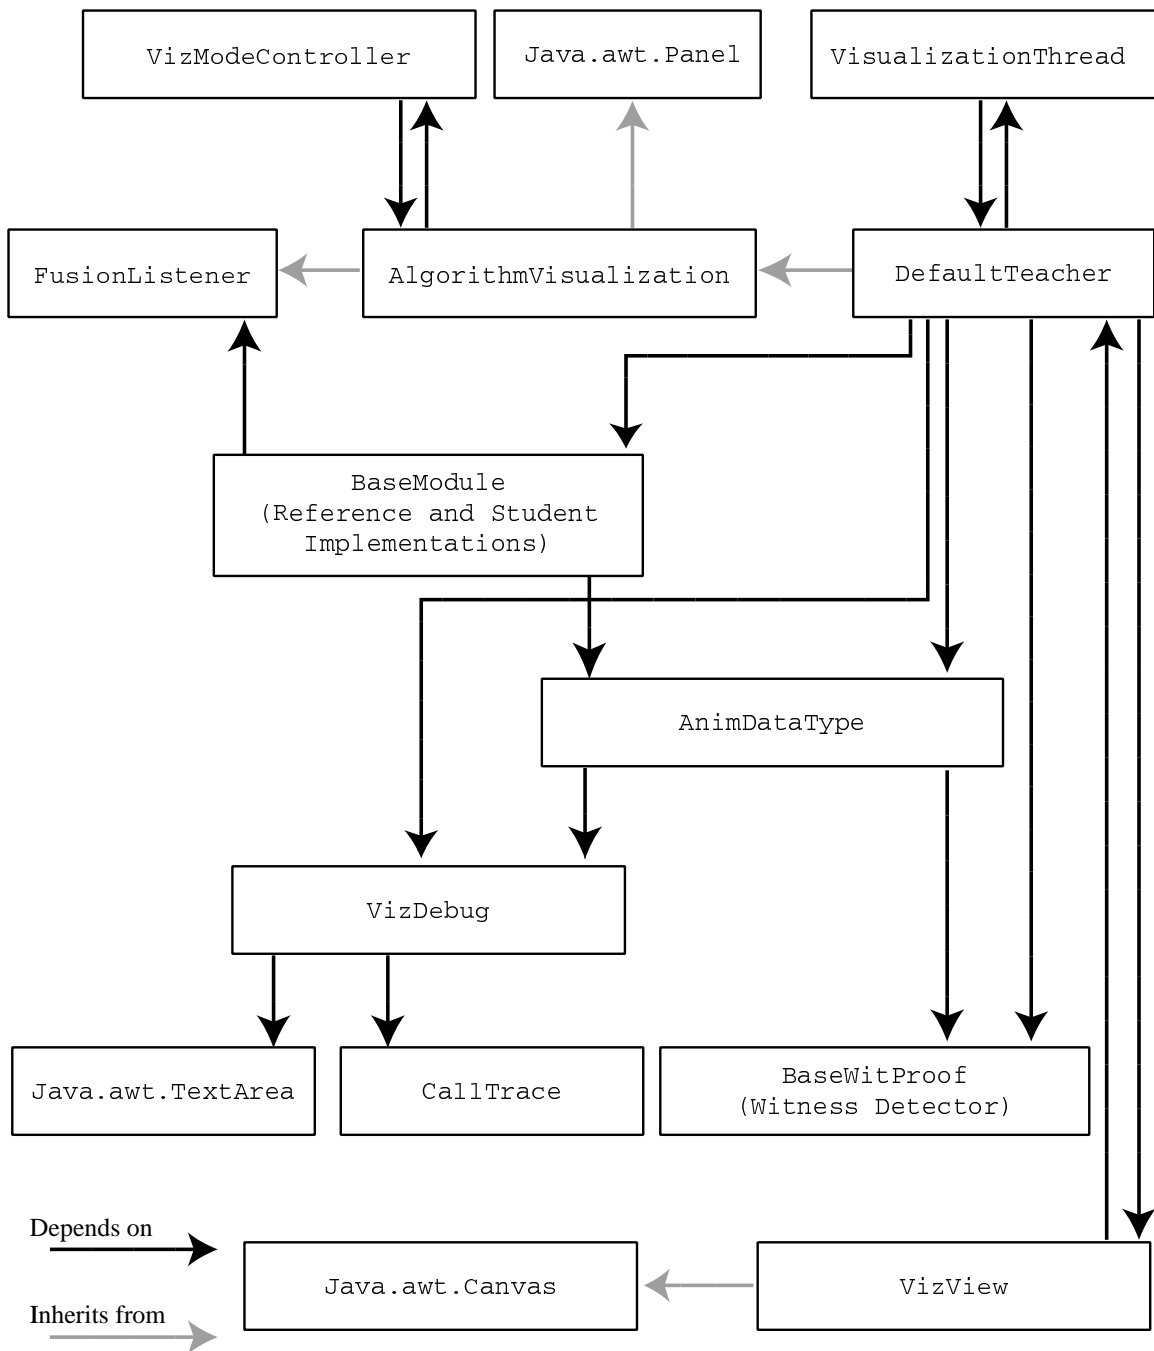 VizModeController
Java.awt.Panel
VisualizationThread
FusionListener
AlgorithmVisualization
DefaultTeacher
BaseModule
(Reference and Student
Implementations)
AnimDataType
VizDebug
Java.awt.TextArea
CallTrace
BaseWitProof
(Witness Detector)
Depends on
Java.awt.Canvas
VizView
Inherits from